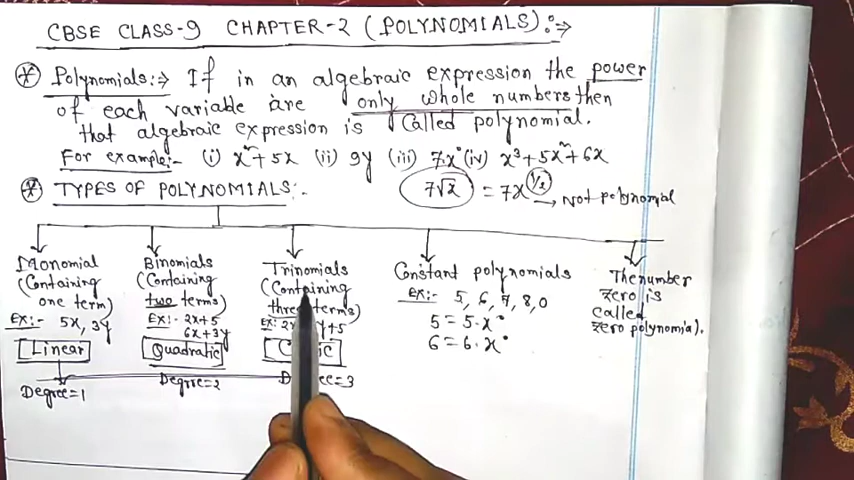 CBSE CLASS-9 CHAPTER-2 (POLYNOMIALS) :→
* Polynomials :→ If in an algebraic expression the power
of each variable are only whole numbers then
that algebraic expression is called polynomial.
For example:- (i) x²+5x (ii) 9y (iii) 7x° (iv) x³+5x²+6x
* TYPES OF POLYNOMIALS:-
7√x = 7x^(1/2) → Not polynomial
Monomial
(Containing
one term)
Ex:- 5x, 3y
Linear
Degree=1
Binomials
(Containing
two terms)
Ex:- 2x+5
6x+3y
Quadratic
Degree=2
Trinomials
(Containing
three terms)
Ex: y+5
=3
Constant polynomials
Ex:- 5, 6, 7, 8, 0
5 = 5·x°
6 = 6·x°
The number
zero is
called
zero polynomial.